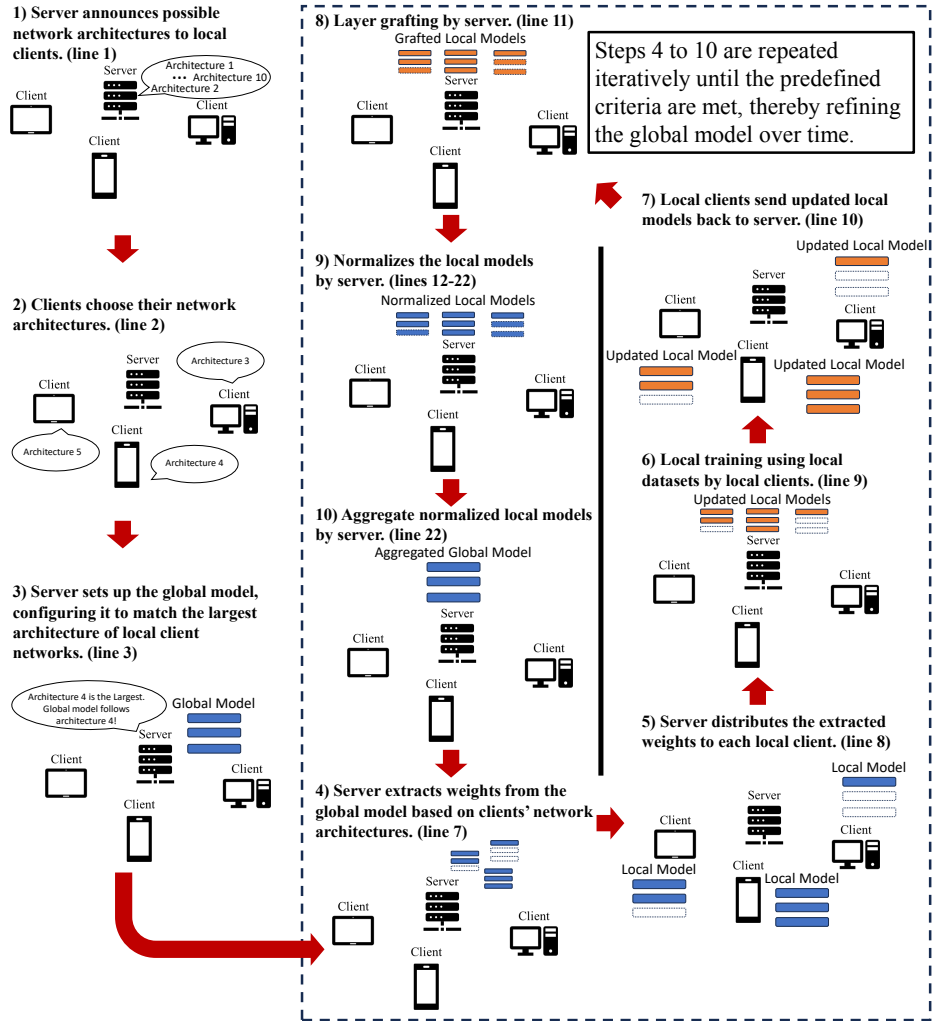 1) Server announces possible
network architectures to local
clients. (line 1)
Architecture 1
··· Architecture 10
Architecture 2
Server
Client
Client
Client
2) Clients choose their network
architectures. (line 2)
Server
Architecture 3
Client
Client
Architecture 5
Client
Architecture 4
3) Server sets up the global model,
configuring it to match the largest
architecture of local client
networks. (line 3)
Architecture 4 is the Largest.
Global model follows
architecture 4!
Global Model
Server
Client
Client
Client
8) Layer grafting by server. (line 11)
Grafted Local Models
Server
Client
Client
Client
Steps 4 to 10 are repeated
iteratively until the predefined
criteria are met, thereby refining
the global model over time.
9) Normalizes the local models
by server. (lines 12-22)
Normalized Local Models
Server
Client
Client
Client
10) Aggregate normalized local models
by server. (line 22)
Aggregated Global Model
Server
Client
Client
Client
4) Server extracts weights from the
global model based on clients’ network
architectures. (line 7)
Server
Client
Client
Client
7) Local clients send updated local
models back to server. (line 10)
Updated Local Model
Server
Client
Client
Client
Updated Local Model
Updated Local Model
6) Local training using local
datasets by local clients. (line 9)
Updated Local Models
Server
Client
Client
Client
5) Server distributes the extracted
weights to each local client. (line 8)
Local Model
Server
Client
Client
Local Model
Client
Local Model